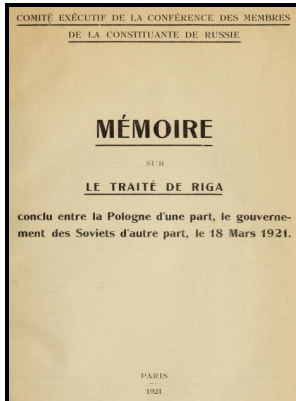 COMITÉ EXÉCUTIF DE LA CONFÉRENCE DES MEMBRES
DE LA CONSTITUANTE DE RUSSIE
MÉMOIRE
SUR
LE TRAITÉ DE RIGA
conclu entre la Pologne d'une part, le gouverne-
ment des Soviets d'autre part, le 18 Mars 1921.
PARIS
1921